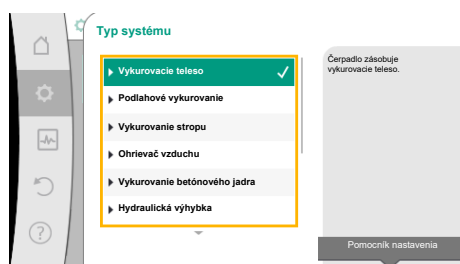 Typ systému
Vykurovacie teleso
Podlahové vykurovanie
Vykurovanie stropu
Ohrievač vzduchu
Vykurovanie betónového jadra
Hydraulická výhybka
Čerpadlo zásobuje
vykurovacie teleso.
Pomocník nastavenia